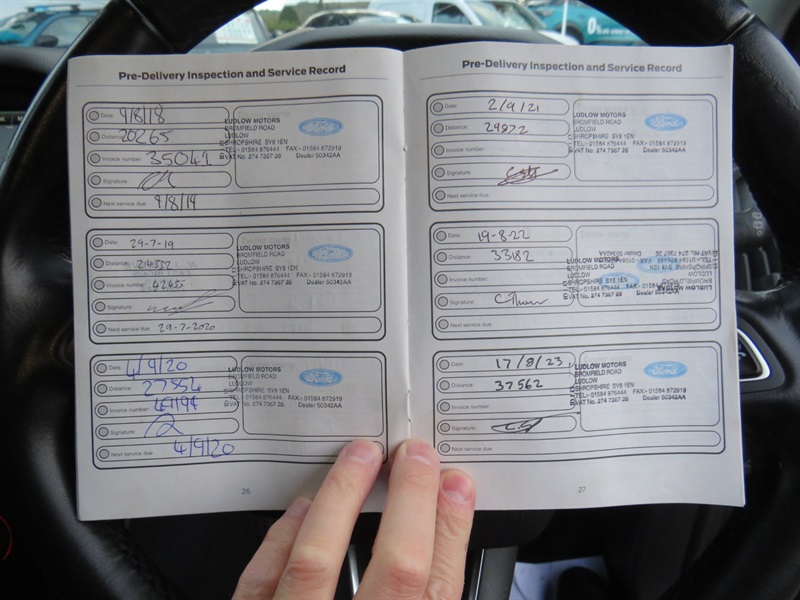 Pre-Delivery Inspection and Service Record
Date: 9/8/18
Distance: 20265
Invoice number: 35041
Signature:
Next service due: 9/8/19
LUDLOW MOTORS
BROMFIELD ROAD
LUDLOW
SHROPSHIRE SY8 1EN
TEL:- 01584 876444 FAX:- 01584 872919
VAT No. 274 7367 26 Dealer 50342AA
Ford
Date: 29-7-19
Distance:
Invoice number: 42455
Signature:
Next service due: 29-7-2020
LUDLOW MOTORS
BROMFIELD ROAD
LUDLOW
SHROPSHIRE SY8 1EN
TEL:- 01584 876444 FAX:- 01584 872919
VAT No. 274 7367 26 Dealer 50342AA
Ford
Date: 4/9/20
Distance: 27852
Invoice number:
Signature:
Next service due: 4/9/20
LUDLOW MOTORS
BROMFIELD ROAD
LUDLOW
SHROPSHIRE SY8 1EN
TEL:- 01584 876444 FAX:- 01584 872919
VAT No. 274 7367 26 Dealer 50342AA
Ford
26
Pre-Delivery Inspection and Service Record
Date: 2/9/21
Distance: 29872
Invoice number:
Signature:
Next service due:
LUDLOW MOTORS
BROMFIELD ROAD
LUDLOW
SHROPSHIRE SY8 1EN
TEL:- 01584 876444 FAX:- 01584 872919
VAT No. 274 7367 26 Dealer 50342AA
Ford
Date: 19-8-22
Distance: 33182
Invoice number:
Signature:
Next service due:
LUDLOW MOTORS
BROMFIELD ROAD
LUDLOW
SHROPSHIRE SY8 1EN
TEL:- 01584 876444 FAX:- 01584 872919
VAT No. 274 7367 26 Dealer 50342AA
Date: 17/8/23
Distance: 37562
Invoice number:
Signature:
Next service due:
LUDLOW MOTORS
BROMFIELD ROAD
LUDLOW
SHROPSHIRE SY8 1EN
TEL:- 01584 876444 FAX:- 01584 872919
VAT No. 274 7367 26 Dealer 50342AA
Ford
27